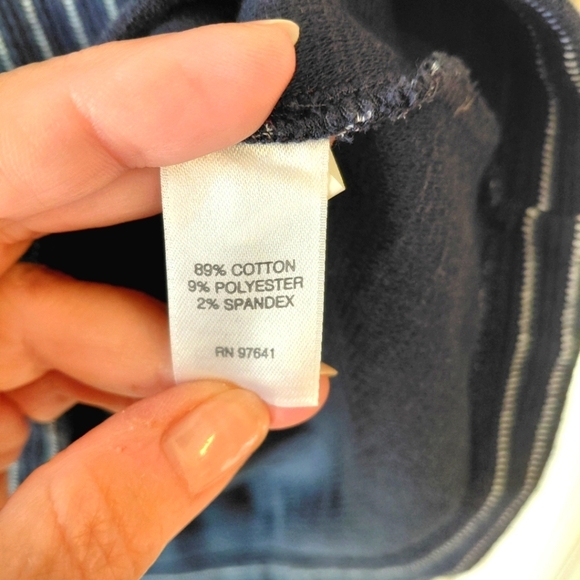 89% COTTON
9% POLYESTER
2% SPANDEX
RN 97641